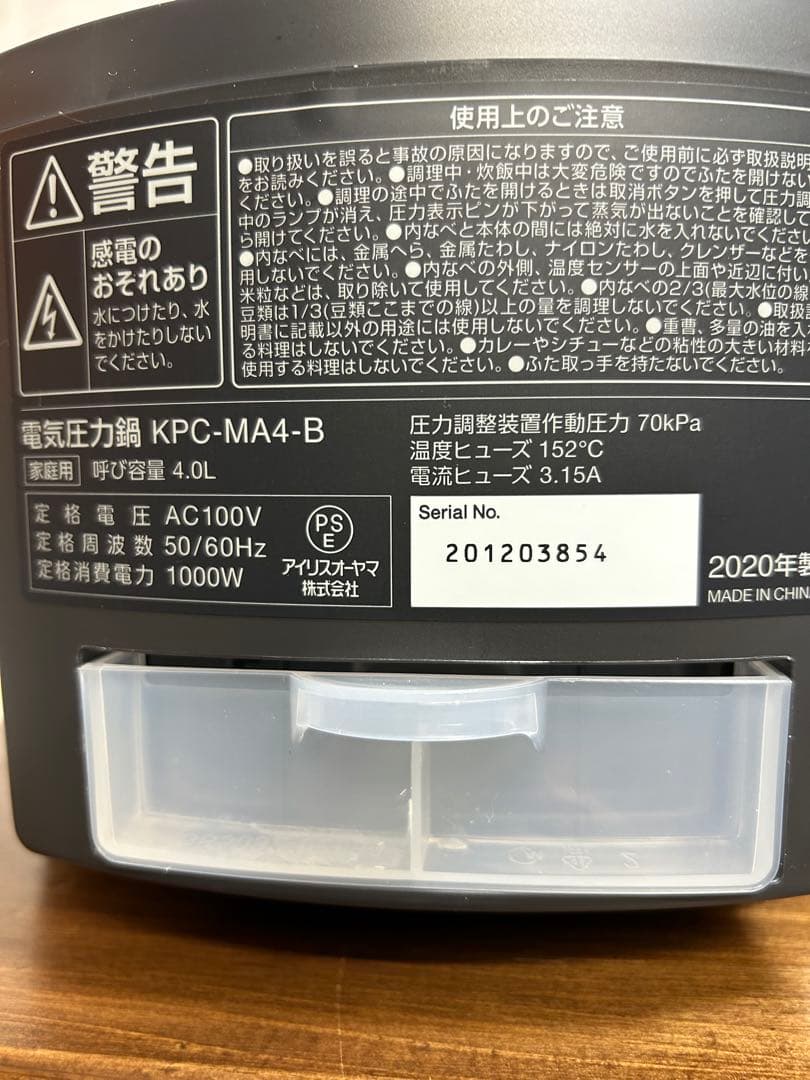 警告
感電の
おそれあり
水につけたり、水
をかけたりしない
でください。
使用上のご注意
●取り扱いを誤ると事故の原因になりますので、ご使用前に必ず取扱説明
をお読みください。●調理中・炊飯中は大変危険ですのでふたを開けない
ください。●調理の途中でふたを開けるときは取消ボタンを押して圧力調
中のランプが消え、圧力表示ピンが下がって蒸気が出ないことを確認して
ら開けてください。●内なべと本体の間には絶対に水を入れないでください
●内なべには、金属へら、金属たわし、ナイロンたわし、クレンザーなどを
用しないでください。●内なべの外側、温度センサーの上面や近辺に付い
米粒などは、取り除いて使用してください。●内なべの2/3(最大水位の線
豆類は1/3(豆類ここまでの線)以上の量を調理しないでください。●取扱
明書に記載以外の用途には使用しないでください。●重曹、多量の油を入
る料理はしないでください。●カレーやシチューなどの粘性の大きい材料
使用する料理はしないでください。●ふた取っ手を持たないでください。
電気圧力鍋 KPC-MA4-B
家庭用 呼び容量 4.0L
定格電圧 AC100V
定格周波数 50/60Hz
定格消費電力 1000W
PS
E
アイリスオーヤマ
株式会社
圧力調整装置作動圧力 70kPa
温度ヒューズ 152℃
電流ヒューズ 3.15A
Serial No.
201203854
2020年製
MADE IN CHINA